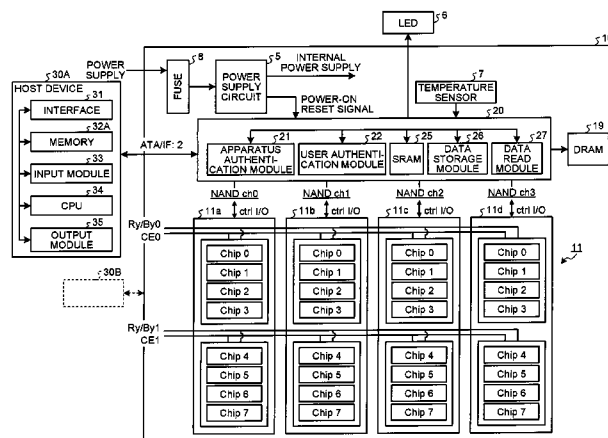 LED
6
30A
POWER SUPPLY
8
FUSE
5
POWER SUPPLY CIRCUIT
INTERNAL POWER SUPPLY
POWER-ON RESET SIGNAL
7
TEMPERATURE SENSOR
20
HOST DEVICE
31
INTERFACE
32A
MEMORY
33
INPUT MODULE
34
CPU
35
OUTPUT MODULE
ATA/IF: 2
21
APPARATUS AUTHENTICATION MODULE
22
USER AUTHENTI-
CATION MODULE
25
SRAM
26
DATA STORAGE MODULE
27
DATA READ MODULE
19
DRAM
NAND ch0
NAND ch1
NAND ch2
NAND ch3
11a
ctrl I/O
11b
ctrl I/O
11c
ctrl I/O
11d
ctrl I/O
Ry/By0
CE0
Chip 0
Chip 1
Chip 2
Chip 3
Chip 0
Chip 1
Chip 2
Chip 3
Chip 0
Chip 1
Chip 2
Chip 3
Chip 0
Chip 1
Chip 2
Chip 3
11
30B
Ry/By1
CE1
Chip 4
Chip 5
Chip 6
Chip 7
Chip 4
Chip 5
Chip 6
Chip 7
Chip 4
Chip 5
Chip 6
Chip 7
Chip 4
Chip 5
Chip 6
Chip 7